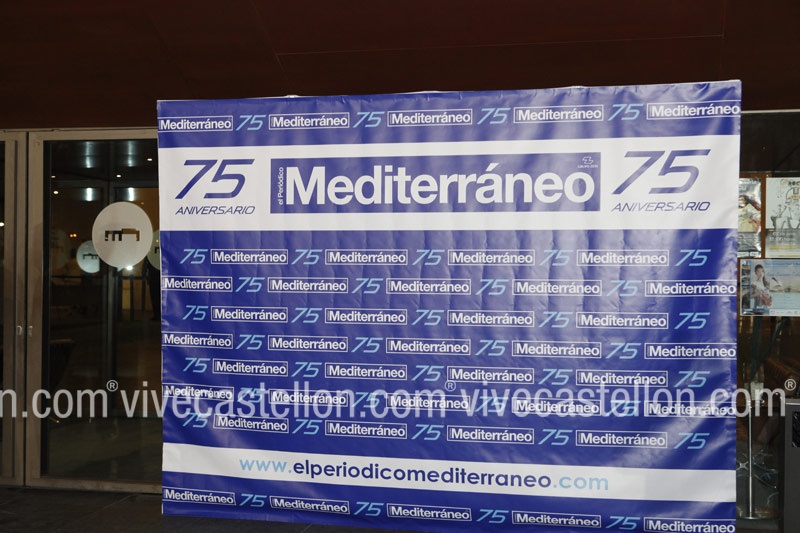 Mediterráneo 75 Mediterráneo 75 Mediterráneo 75 Mediterráneo 75 Mediterráneo
75 ANIVERSARIO
el Periódico
Mediterráneo
75 ANIVERSARIO
75 Mediterráneo 75 Mediterráneo 75 Mediterráneo 75 Mediterráneo 75
Mediterráneo 75 Mediterráneo 75 Mediterráneo 75 Mediterráneo 75 Mediterráneo
75 Mediterráneo 75 Mediterráneo 75 Mediterráneo 75 Mediterráneo 75
Mediterráneo 75 Mediterráneo 75 Mediterráneo 75 Mediterráneo 75 Mediterráneo
75 Mediterráneo 75 Mediterráneo 75 Mediterráneo 75 Mediterráneo 75
Mediterráneo 75 Mediterráneo 75 Mediterráneo 75 Mediterráneo 75 Mediterráneo
n.com® vivecastellon.com® vivecastellon.com®
75 Mediterráneo 75 Mediterráneo 75 Mediterráneo 75 Mediterráneo 75
www.elperiodicomediterraneo.com
Mediterráneo 75 Mediterráneo 75 Mediterráneo 75 Mediterráneo 75 Mediterráneo